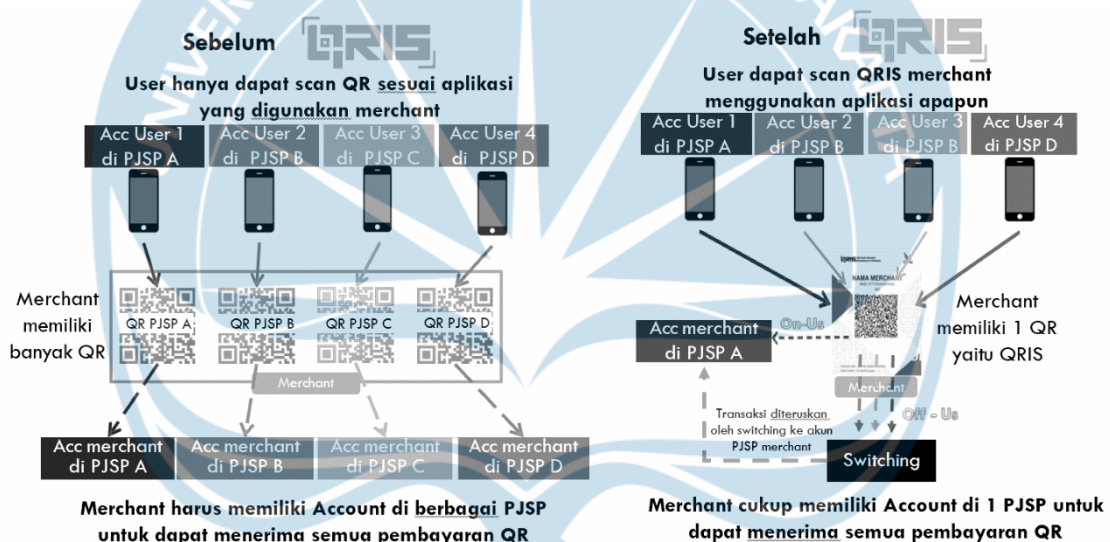 Sebelum QRIS
User hanya dapat scan QR sesuai aplikasi
yang digunakan merchant
Acc User 1
di PJSP A
Acc User 2
di PJSP B
Acc User 3
di PJSP C
Acc User 4
di PJSP D
Merchant
memiliki
banyak QR
QR PJSP A
QR PJSP B
QR PJSP C
QR PJSP D
Merchant
Acc merchant
di PJSP A
Acc merchant
di PJSP B
Acc merchant
di PJSP C
Acc merchant
di PJSP D
Merchant harus memiliki Account di berbagai PJSP
untuk dapat menerima semua pembayaran QR
Setelah QRIS
User dapat scan QRIS merchant
menggunakan aplikasi apapun
Acc User 1
di PJSP A
Acc User 2
di PJSP B
Acc User 3
di PJSP B
Acc User 4
di PJSP D
NAMA MERCHANT
Merchant
Merchant
memiliki 1 QR
yaitu QRIS
On-Us
Acc merchant
di PJSP A
Off - Us
Transaksi diteruskan
oleh switching ke akun
PJSP merchant
Switching
Merchant cukup memiliki Account di 1 PJSP untuk
dapat menerima semua pembayaran QR